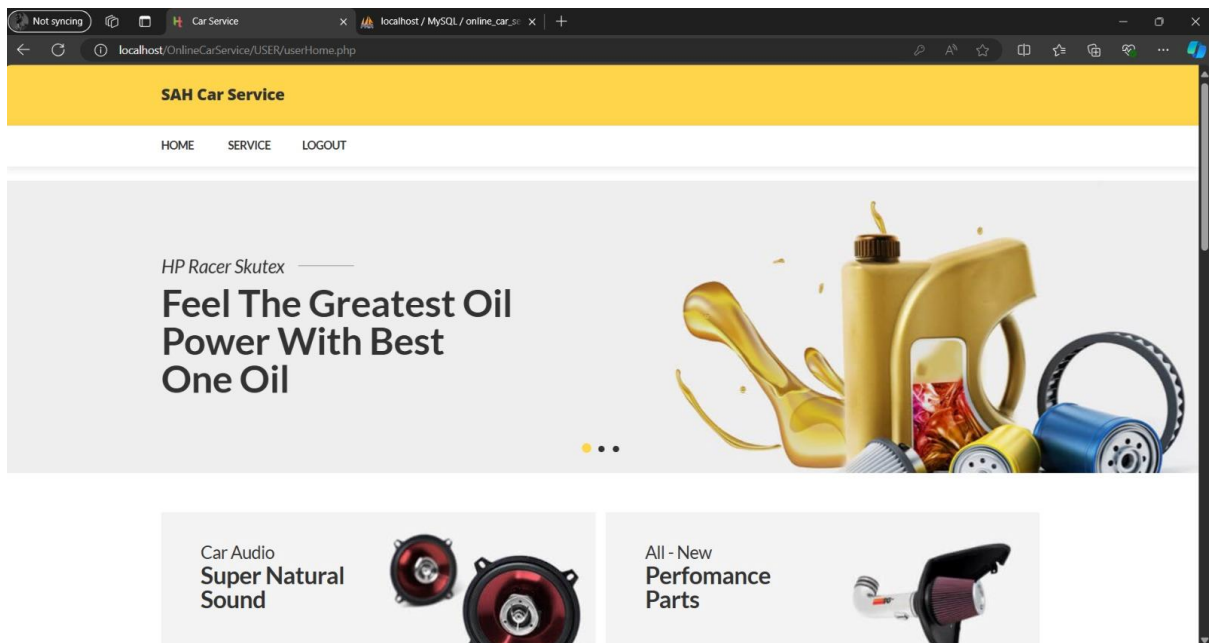 Not syncing
Car Service
localhost / MySQL / online_car_se
localhost/OnlineCarService/USER/userHome.php
SAH Car Service
HOME SERVICE LOGOUT
HP Racer Skutex
Feel The Greatest Oil
Power With Best
One Oil
Car Audio
Super Natural
Sound
All - New
Perfomance
Parts